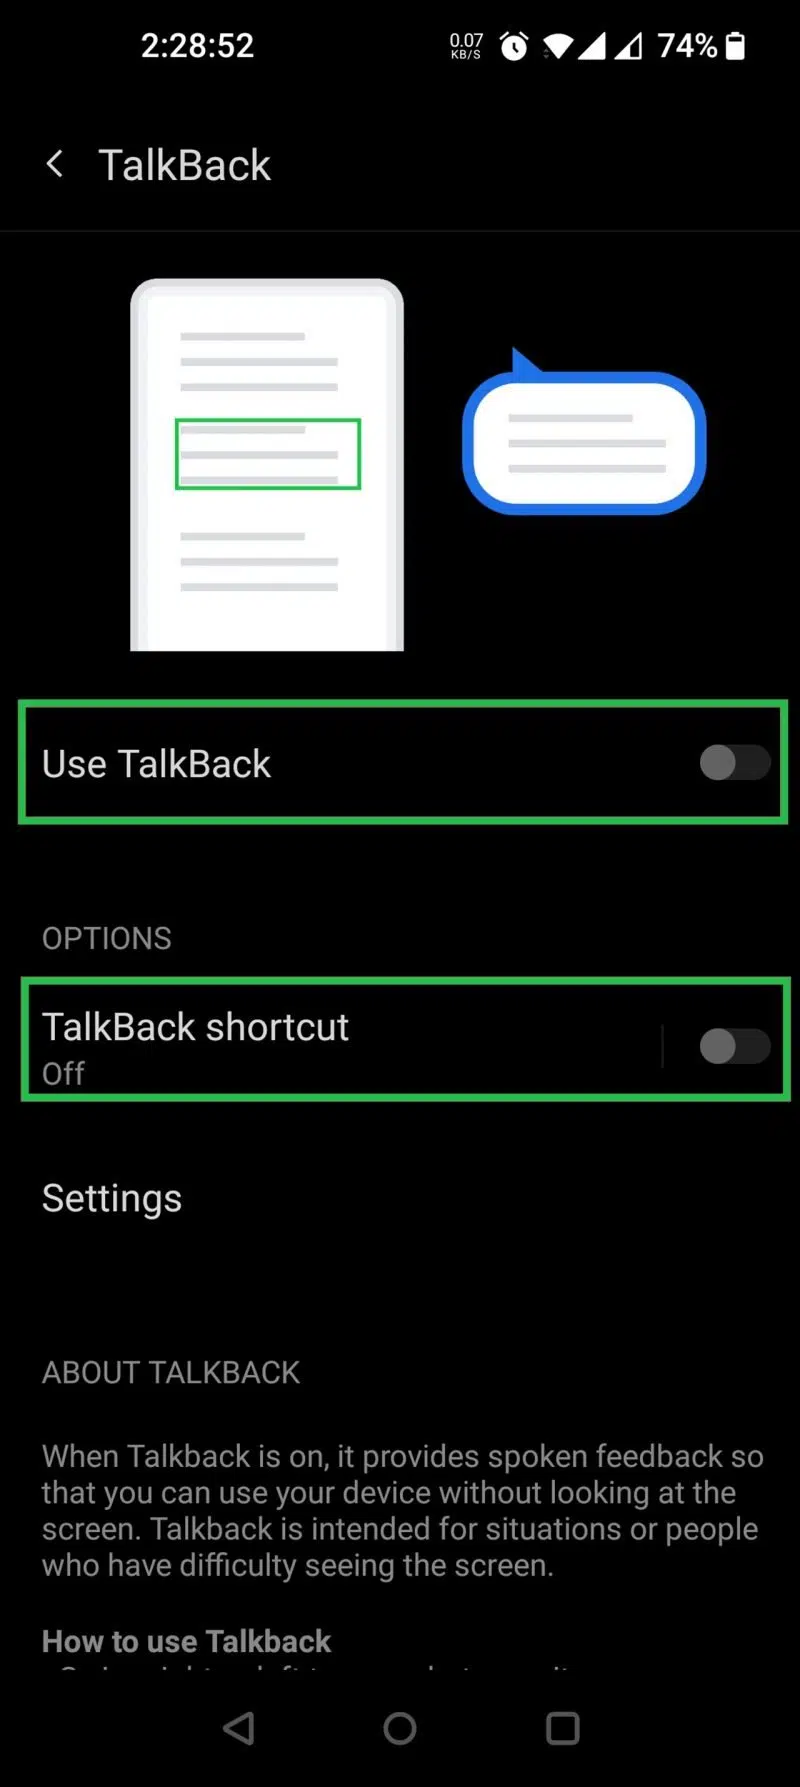 2:28:52 0.07 KB/S 74%
TalkBack
Use TalkBack
OPTIONS
TalkBack shortcut
Off
Settings
ABOUT TALKBACK
When Talkback is on, it provides spoken feedback so
that you can use your device without looking at the
screen. Talkback is intended for situations or people
who have difficulty seeing the screen.
How to use Talkback